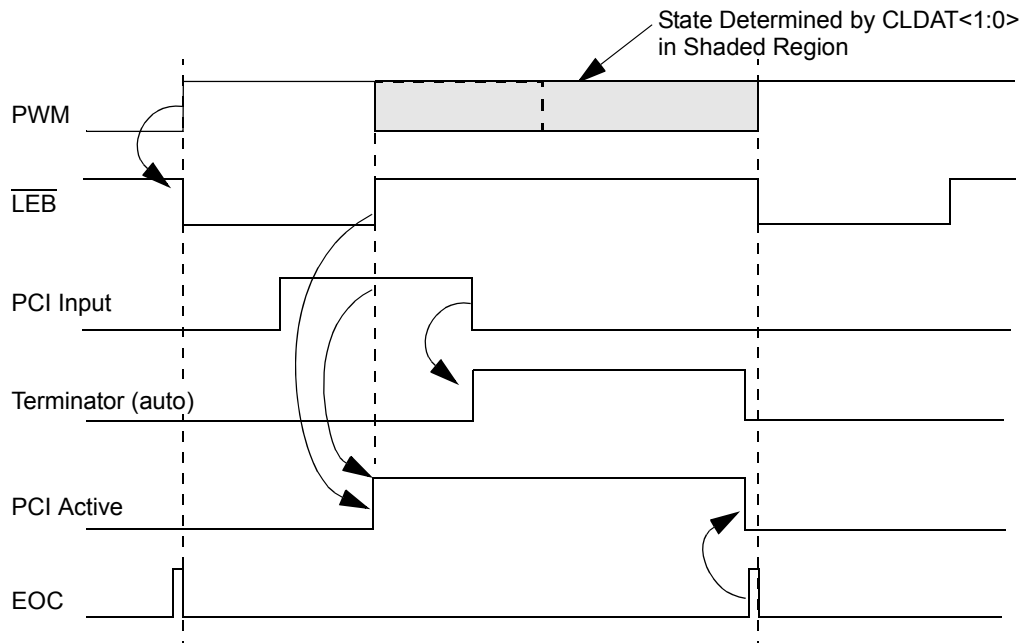 State Determined by CLDAT<1:0>
in Shaded Region
PWM
LEB
PCI Input
Terminator (auto)
PCI Active
EOC